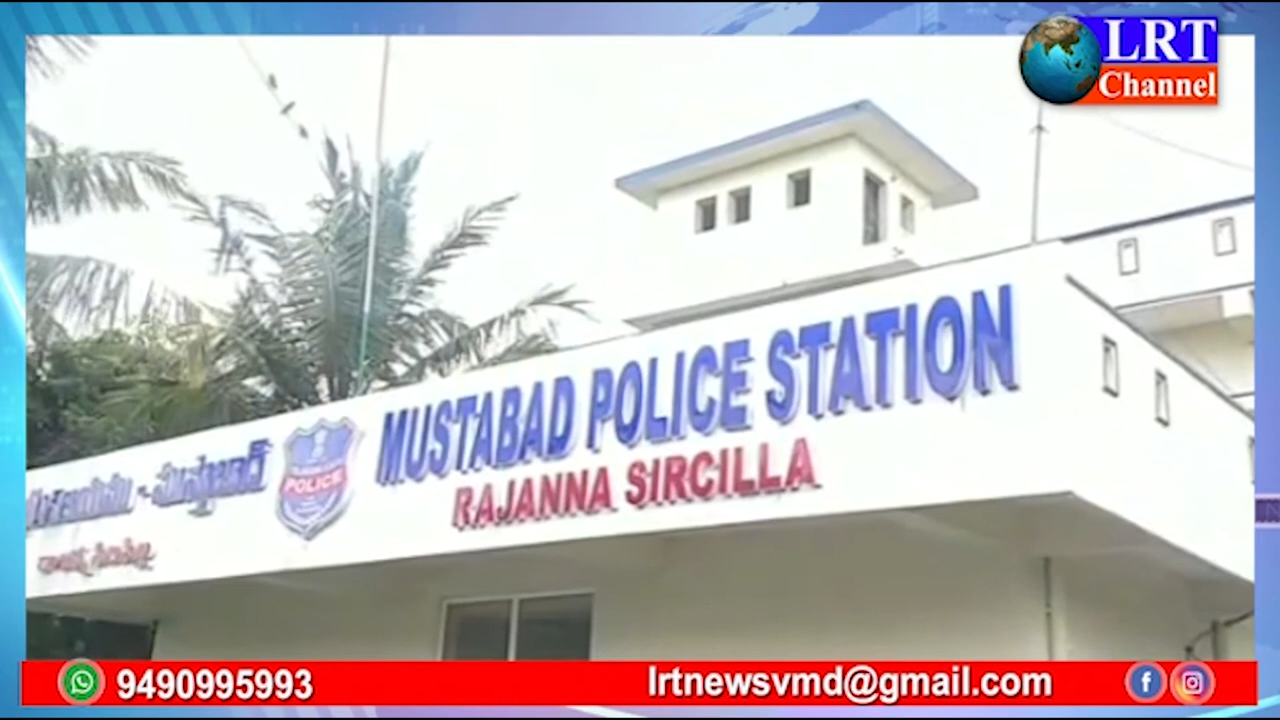 LRT
Channel
MUSTABAD POLICE STATION
POLICE
RAJANNA SIRCILLA
9490995993
lrtnewsvmd@gmail.com